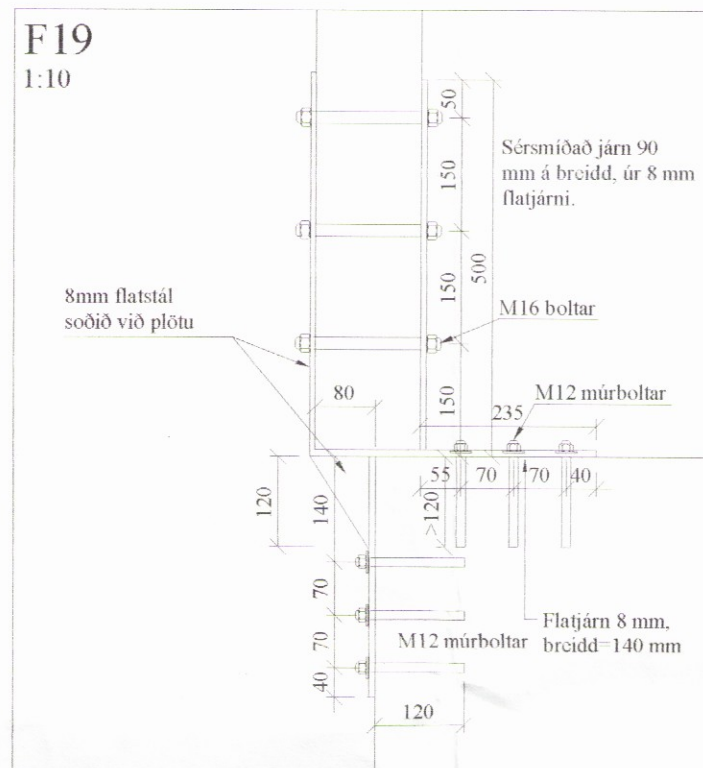 F19
1:10
50
150
150
150
500
Sérsmíðað járn 90
mm á breidd, úr 8 mm
flatjárni.
8mm flatstál
soðið við plötu
M16 boltar
80
M12 múrboltar
235
55
70
70
40
120
140
>120
70
70
40
M12 múrboltar
Flatjárn 8 mm,
breidd=140 mm
120